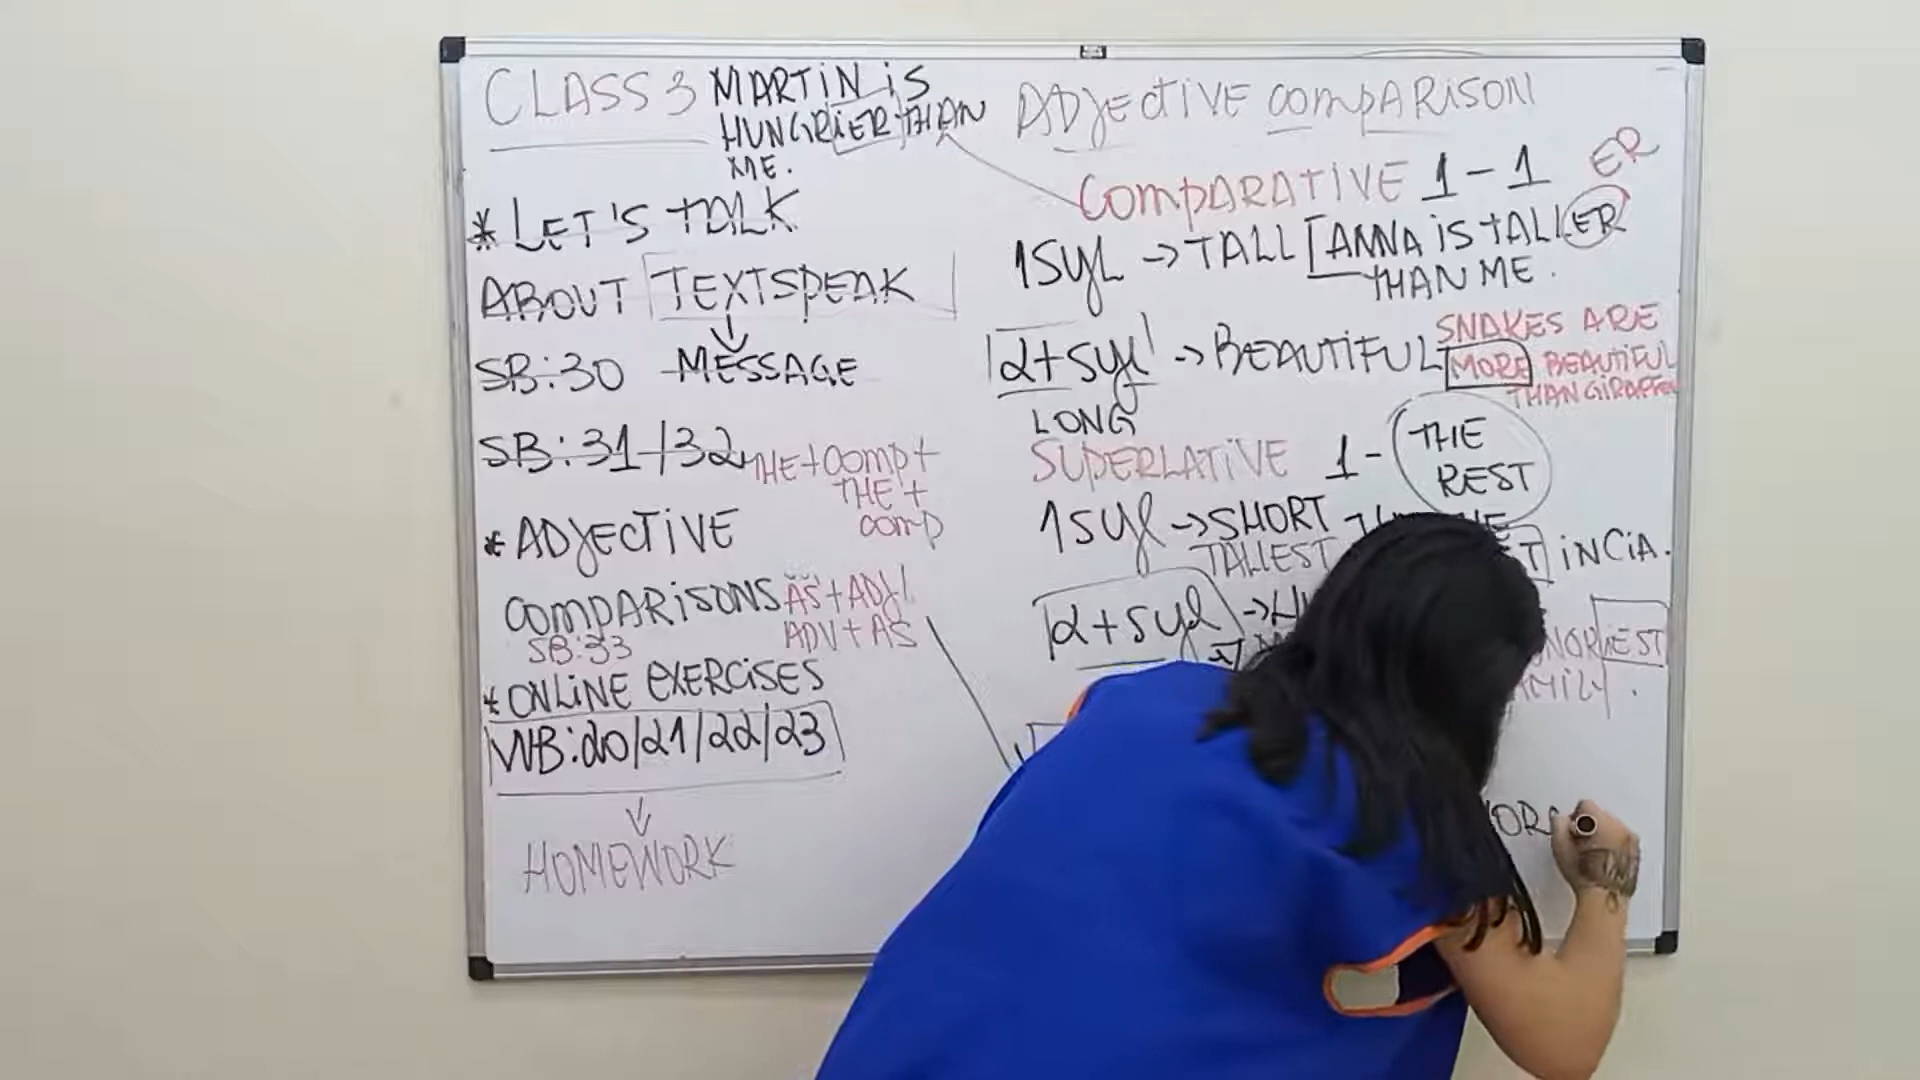 CLASS 3
MARTIN IS
HUNGRIER THAN
ME.
* LET'S TALK
ABOUT TEXTSPEAK
SB:30 MESSAGE
SB:31/32
THE+COMP+
THE+
COMP
* ADJECTIVE
COMPARISONS
SB:33
AS+ADJ/
ADV+AS
* ONLINE EXERCISES
WB:20/21/22/23
HOMEWORK
ADJECTIVE COMPARISON
COMPARATIVE 1-1 ER
1SYL → TALL [ANNA IS TALLER
THAN ME.
2+SYL → BEAUTIFUL
SNAKES ARE
MORE BEAUTIFUL
THAN GIRAFFES
LONG
SUPERLATIVE 1- THE
REST
1SYL → SHORT
TALLEST
IN CIA.
2+SYL →